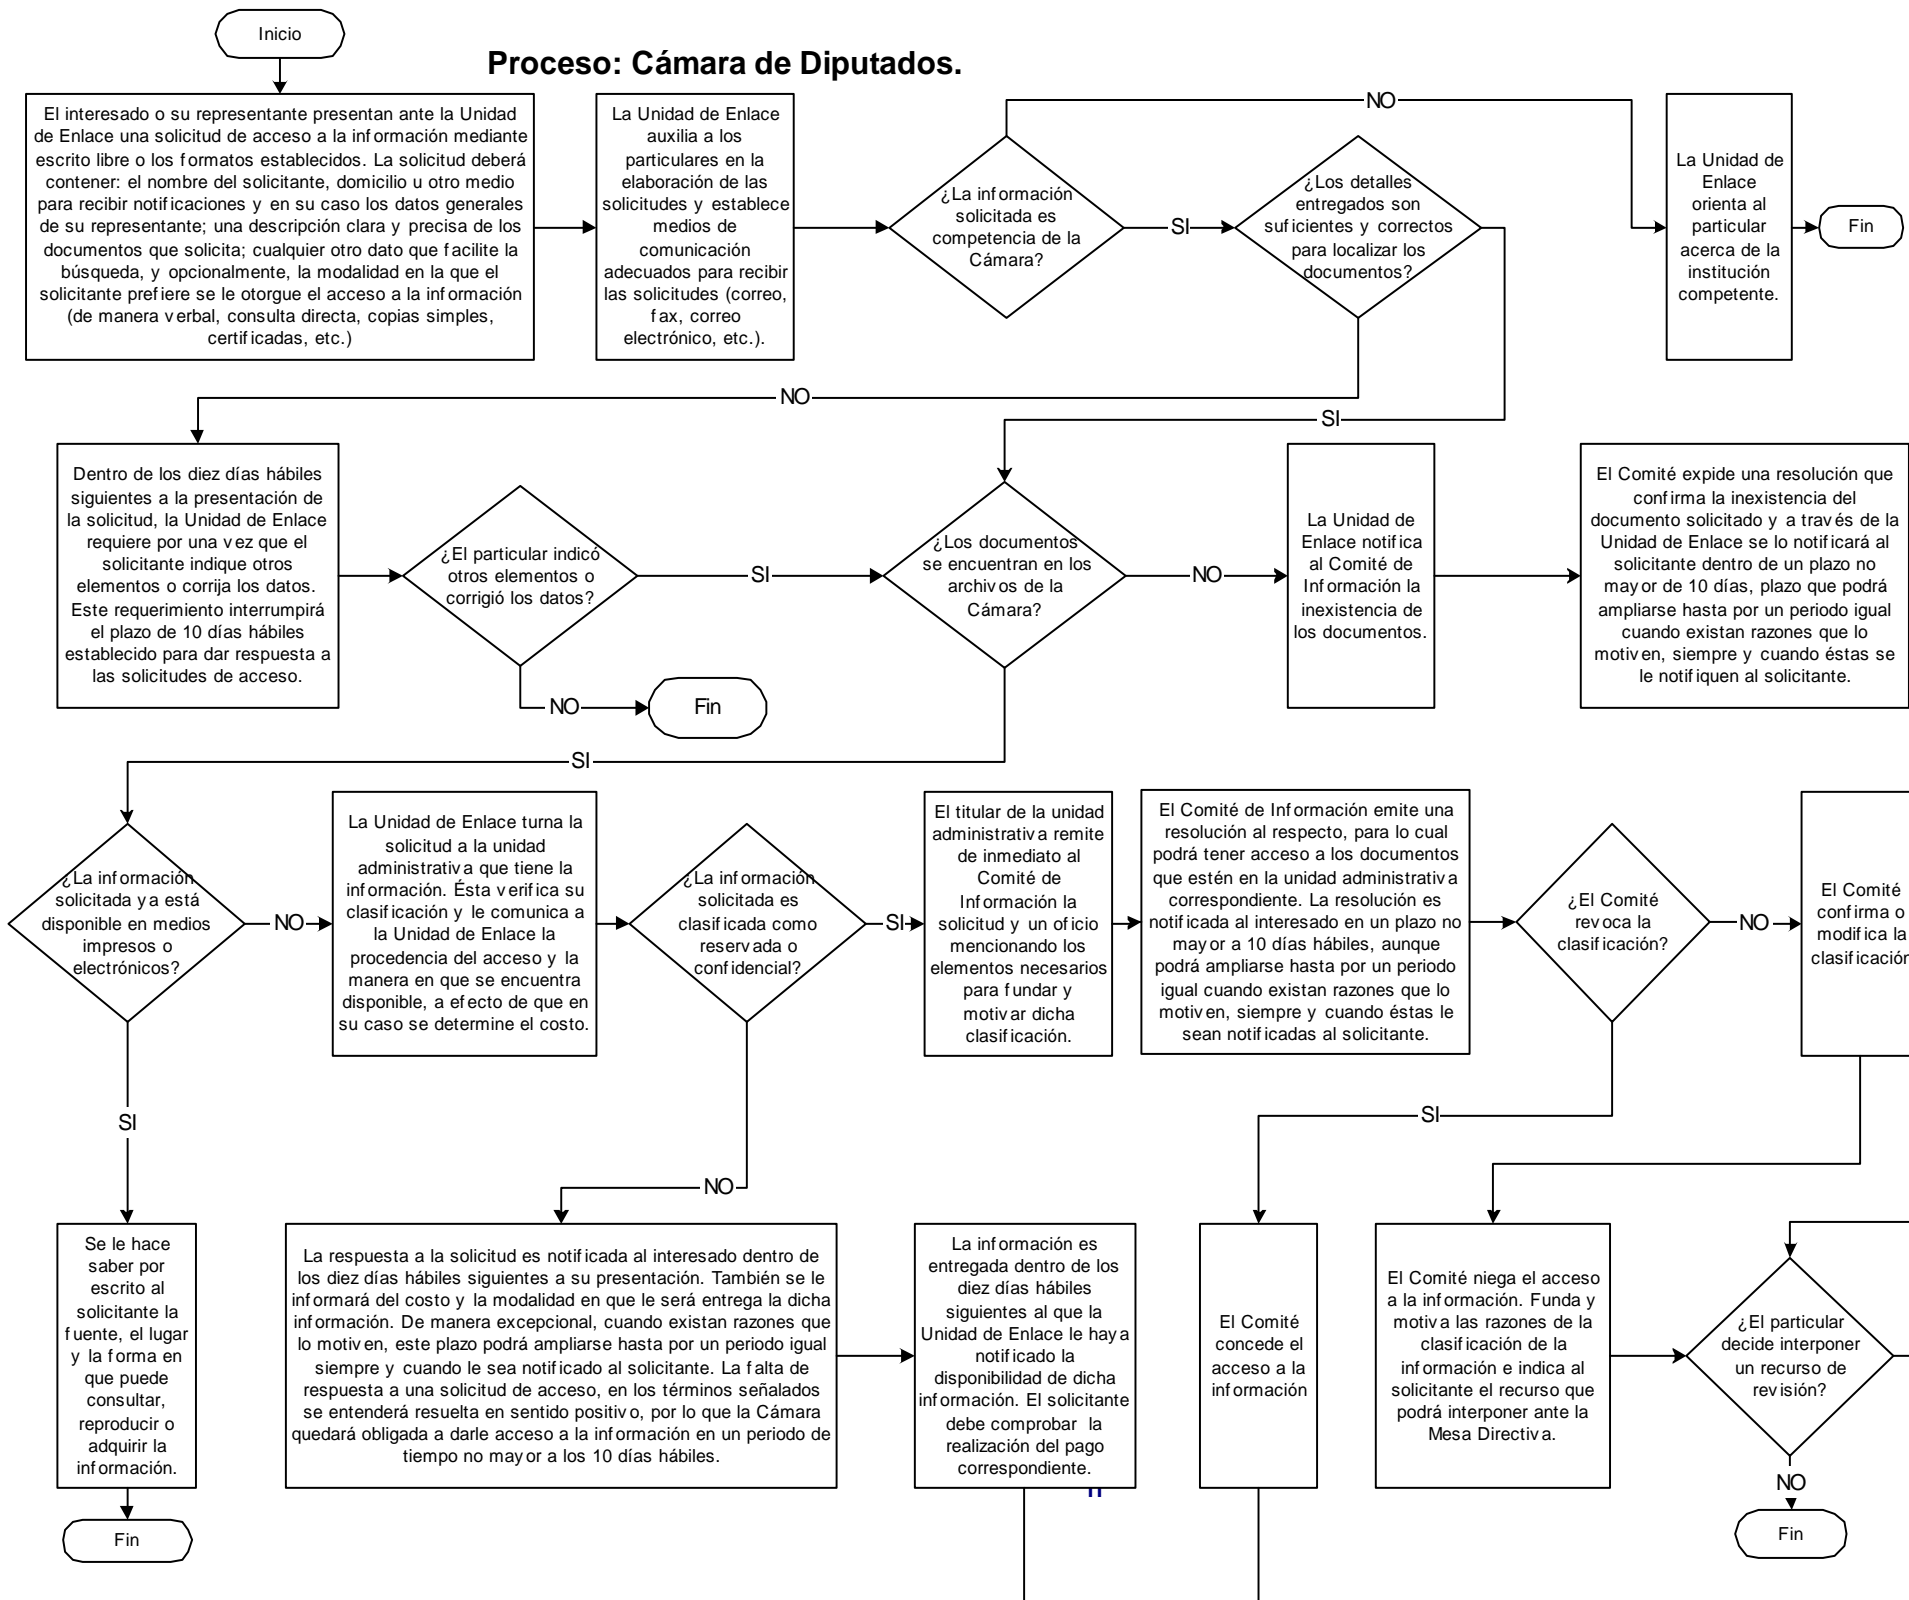 Inicio
Proceso: Cámara de Diputados.
El interesado o su representante presentan ante la Unidad
de Enlace una solicitud de acceso a la información mediante
escrito libre o los formatos establecidos. La solicitud deberá
contener: el nombre del solicitante, domicilio u otro medio
para recibir notificaciones y en su caso los datos generales
de su representante; una descripción clara y precisa de los
documentos que solicita; cualquier otro dato que facilite la
búsqueda, y opcionalmente, la modalidad en la que el
solicitante prefiere se le otorgue el acceso a la información
(de manera verbal, consulta directa, copias simples,
certificadas, etc.)
La Unidad de Enlace
auxilia a los
particulares en la
elaboración de las
solicitudes y establece
medios de
comunicación
adecuados para recibir
las solicitudes (correo,
fax, correo
electrónico, etc.).
¿La información
solicitada es
competencia de la
Cámara?
SI
NO
¿Los detalles
entregados son
suficientes y correctos
para localizar los
documentos?
La Unidad de
Enlace
orienta al
particular
acerca de la
institución
competente.
Fin
NO
SI
Dentro de los diez días hábiles
siguientes a la presentación de
la solicitud, la Unidad de Enlace
requiere por una vez que el
solicitante indique otros
elementos o corrija los datos.
Este requerimiento interrumpirá
el plazo de 10 días hábiles
establecido para dar respuesta a
las solicitudes de acceso.
¿El particular indicó
otros elementos o
corrigió los datos?
SI
NO
Fin
¿Los documentos
se encuentran en los
archivos de la
Cámara?
NO
La Unidad de
Enlace notifica
al Comité de
Información la
inexistencia de
los documentos.
El Comité expide una resolución que
confirma la inexistencia del
documento solicitado y a través de la
Unidad de Enlace se lo notificará al
solicitante dentro de un plazo no
mayor de 10 días, plazo que podrá
ampliarse hasta por un periodo igual
cuando existan razones que lo
motiven, siempre y cuando éstas se
le notifiquen al solicitante.
SI
¿La información
solicitada ya está
disponible en medios
impresos o
electrónicos?
NO
La Unidad de Enlace turna la
solicitud a la unidad
administrativa que tiene la
información. Ésta verifica su
clasificación y le comunica a
la Unidad de Enlace la
procedencia del acceso y la
manera en que se encuentra
disponible, a efecto de que en
su caso se determine el costo.
¿La información
solicitada es
clasificada como
reservada o
confidencial?
SI
El titular de la unidad
administrativa remite
de inmediato al
Comité de
Información la
solicitud y un oficio
mencionando los
elementos necesarios
para fundar y
motivar dicha
clasificación.
El Comité de Información emite una
resolución al respecto, para lo cual
podrá tener acceso a los documentos
que estén en la unidad administrativa
correspondiente. La resolución es
notificada al interesado en un plazo no
mayor a 10 días hábiles, aunque
podrá ampliarse hasta por un periodo
igual cuando existan razones que lo
motiven, siempre y cuando éstas le
sean notificadas al solicitante.
¿El Comité
revoca la
clasificación?
NO
El Comité
confirma o
modifica la
clasificación
SI
SI
NO
Se le hace
saber por
escrito al
solicitante la
fuente, el lugar
y la forma en
que puede
consultar,
reproducir o
adquirir la
información.
Fin
La respuesta a la solicitud es notificada al interesado dentro de
los diez días hábiles siguientes a su presentación. También se le
informará del costo y la modalidad en que le será entrega la dicha
información. De manera excepcional, cuando existan razones que
lo motiven, este plazo podrá ampliarse hasta por un periodo igual
siempre y cuando le sea notificado al solicitante. La falta de
respuesta a una solicitud de acceso, en los términos señalados
se entenderá resuelta en sentido positivo, por lo que la Cámara
quedará obligada a darle acceso a la información en un periodo de
tiempo no mayor a los 10 días hábiles.
La información es
entregada dentro de los
diez días hábiles
siguientes al que la
Unidad de Enlace le haya
notificado la
disponibilidad de dicha
información. El solicitante
debe comprobar la
realización del pago
correspondiente.
El Comité
concede el
acceso a la
información
El Comité niega el acceso
a la información. Funda y
motiva las razones de la
clasificación de la
información e indica al
solicitante el recurso que
podrá interponer ante la
Mesa Directiva.
¿El particular
decide interponer
un recurso de
revisión?
NO
Fin